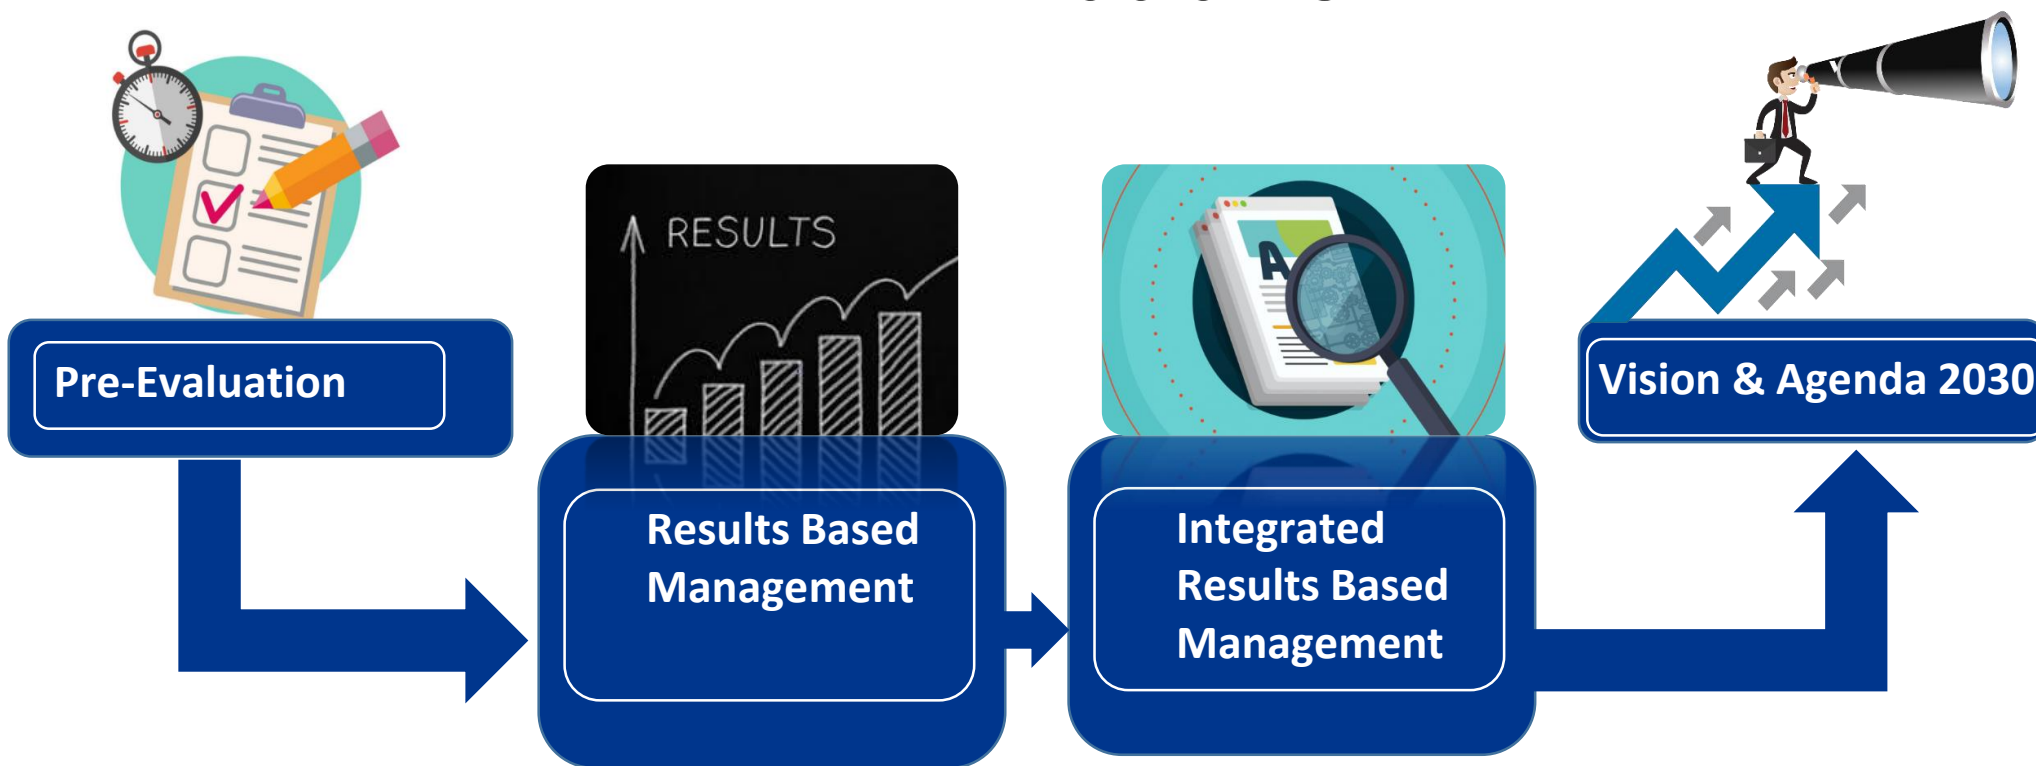 Pre-Evaluation
RESULTS
Results Based
Management
A
Integrated
Results Based
Management
Vision & Agenda 2030